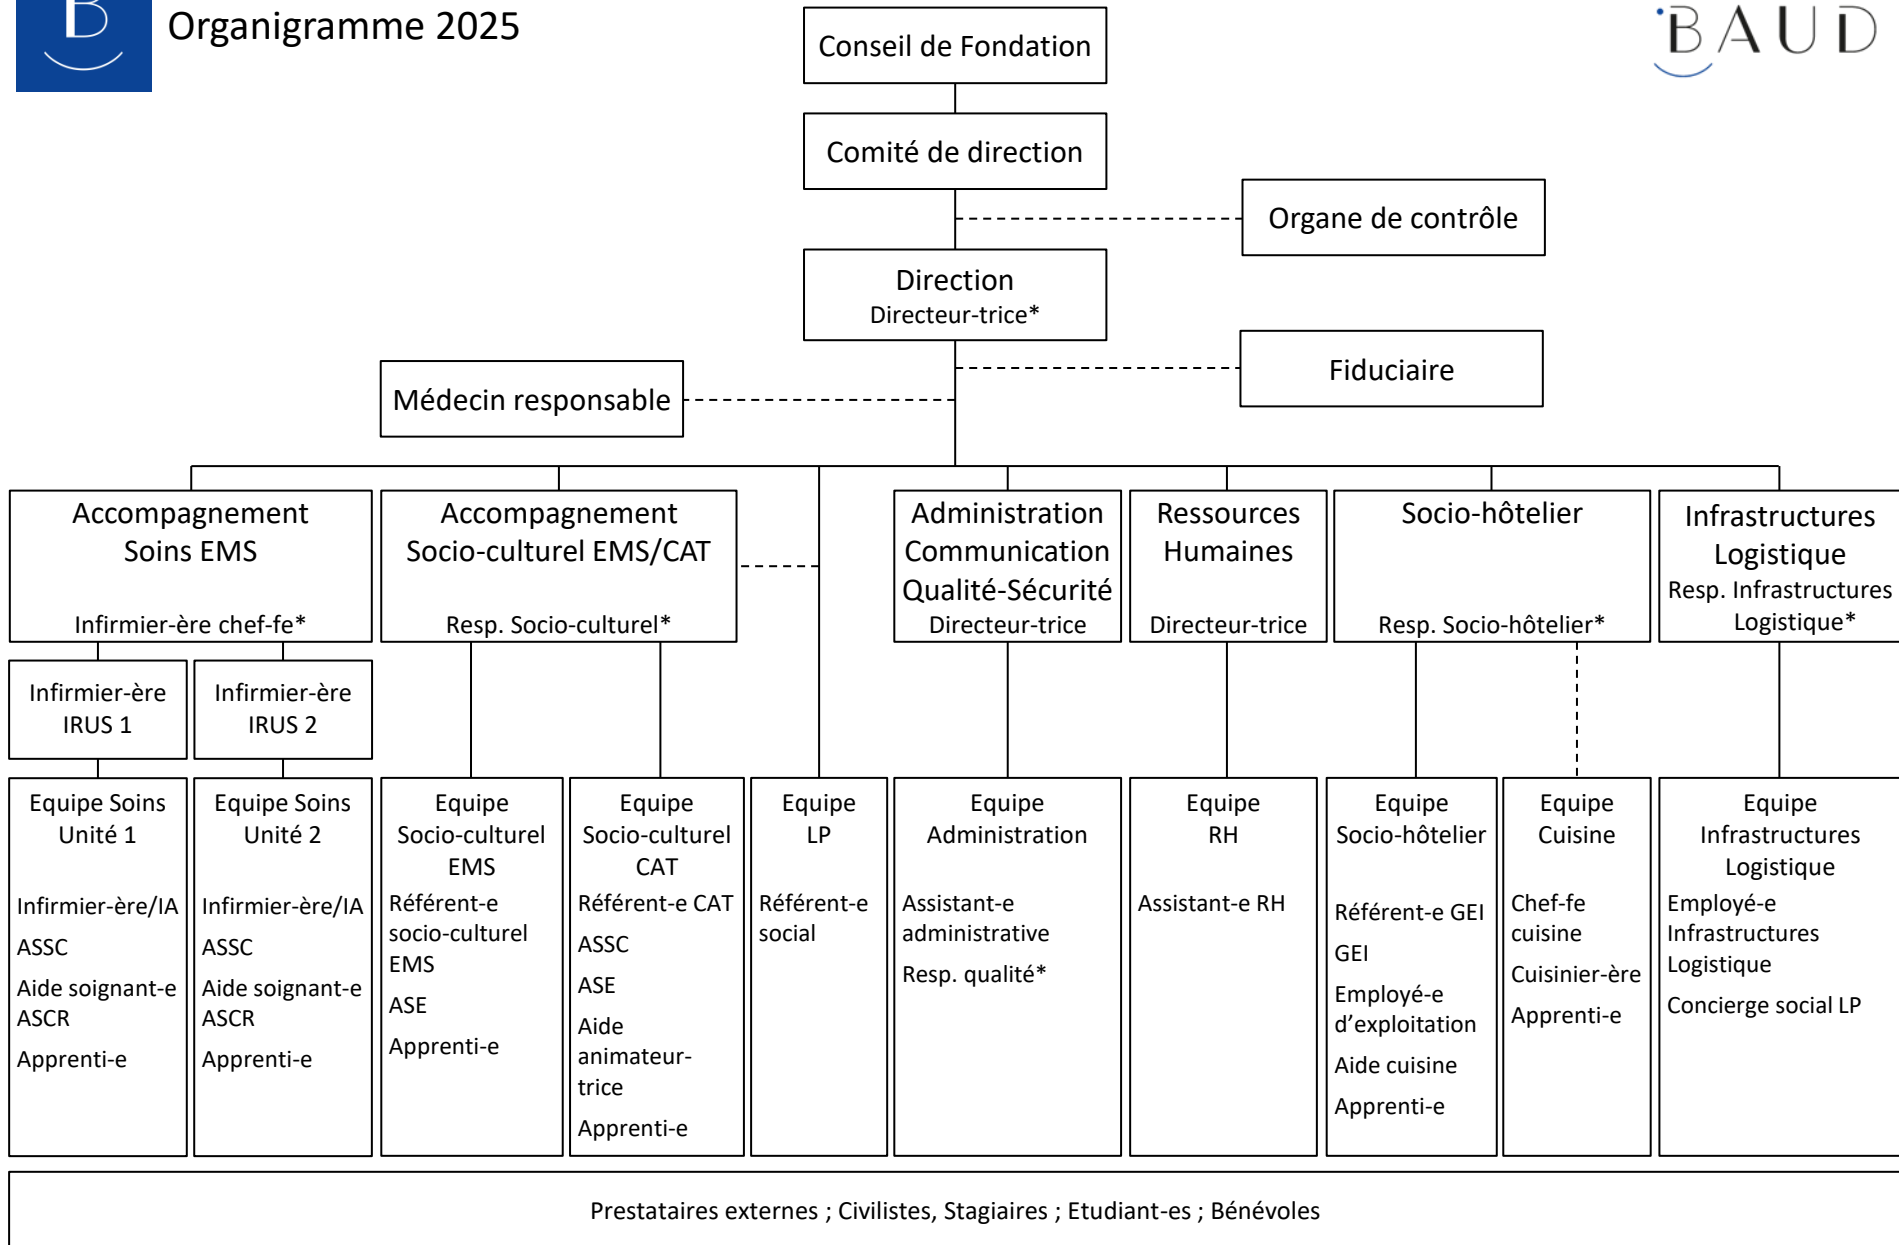 B
Organigramme 2025
BAUD
Conseil de Fondation
Comité de direction
Organe de contrôle
Direction
Directeur-trice*
Fiduciaire
Médecin responsable
Accompagnement
Soins EMS
Infirmier-ère chef-fe*
Accompagnement
Socio-culturel EMS/CAT
Resp. Socio-culturel*
Administration
Communication
Qualité-Sécurité
Directeur-trice
Ressources
Humaines
Directeur-trice
Socio-hôtelier
Resp. Socio-hôtelier*
Infrastructures
Logistique
Resp. Infrastructures
Logistique*
Infirmier-ère
IRUS 1
Infirmier-ère
IRUS 2
Equipe Soins
Unité 1
Infirmier-ère/IA
ASSC
Aide soignant-e
ASCR
Apprenti-e
Equipe Soins
Unité 2
Infirmier-ère/IA
ASSC
Aide soignant-e
ASCR
Apprenti-e
Equipe
Socio-culturel
EMS
Référent-e
socio-culturel
EMS
ASE
Apprenti-e
Equipe
Socio-culturel
CAT
Référent-e CAT
ASSC
ASE
Aide
animateur-
trice
Apprenti-e
Equipe
LP
Référent-e
social
Equipe
Administration
Assistant-e
administrative
Resp. qualité*
Equipe
RH
Assistant-e RH
Equipe
Socio-hôtelier
Référent-e GEI
GEI
Employé-e
d’exploitation
Aide cuisine
Apprenti-e
Equipe
Cuisine
Chef-fe
cuisine
Cuisinier-ère
Apprenti-e
Equipe
Infrastructures
Logistique
Employé-e
Infrastructures
Logistique
Concierge social LP
Prestataires externes ; Civilistes, Stagiaires ; Etudiant-es ; Bénévoles